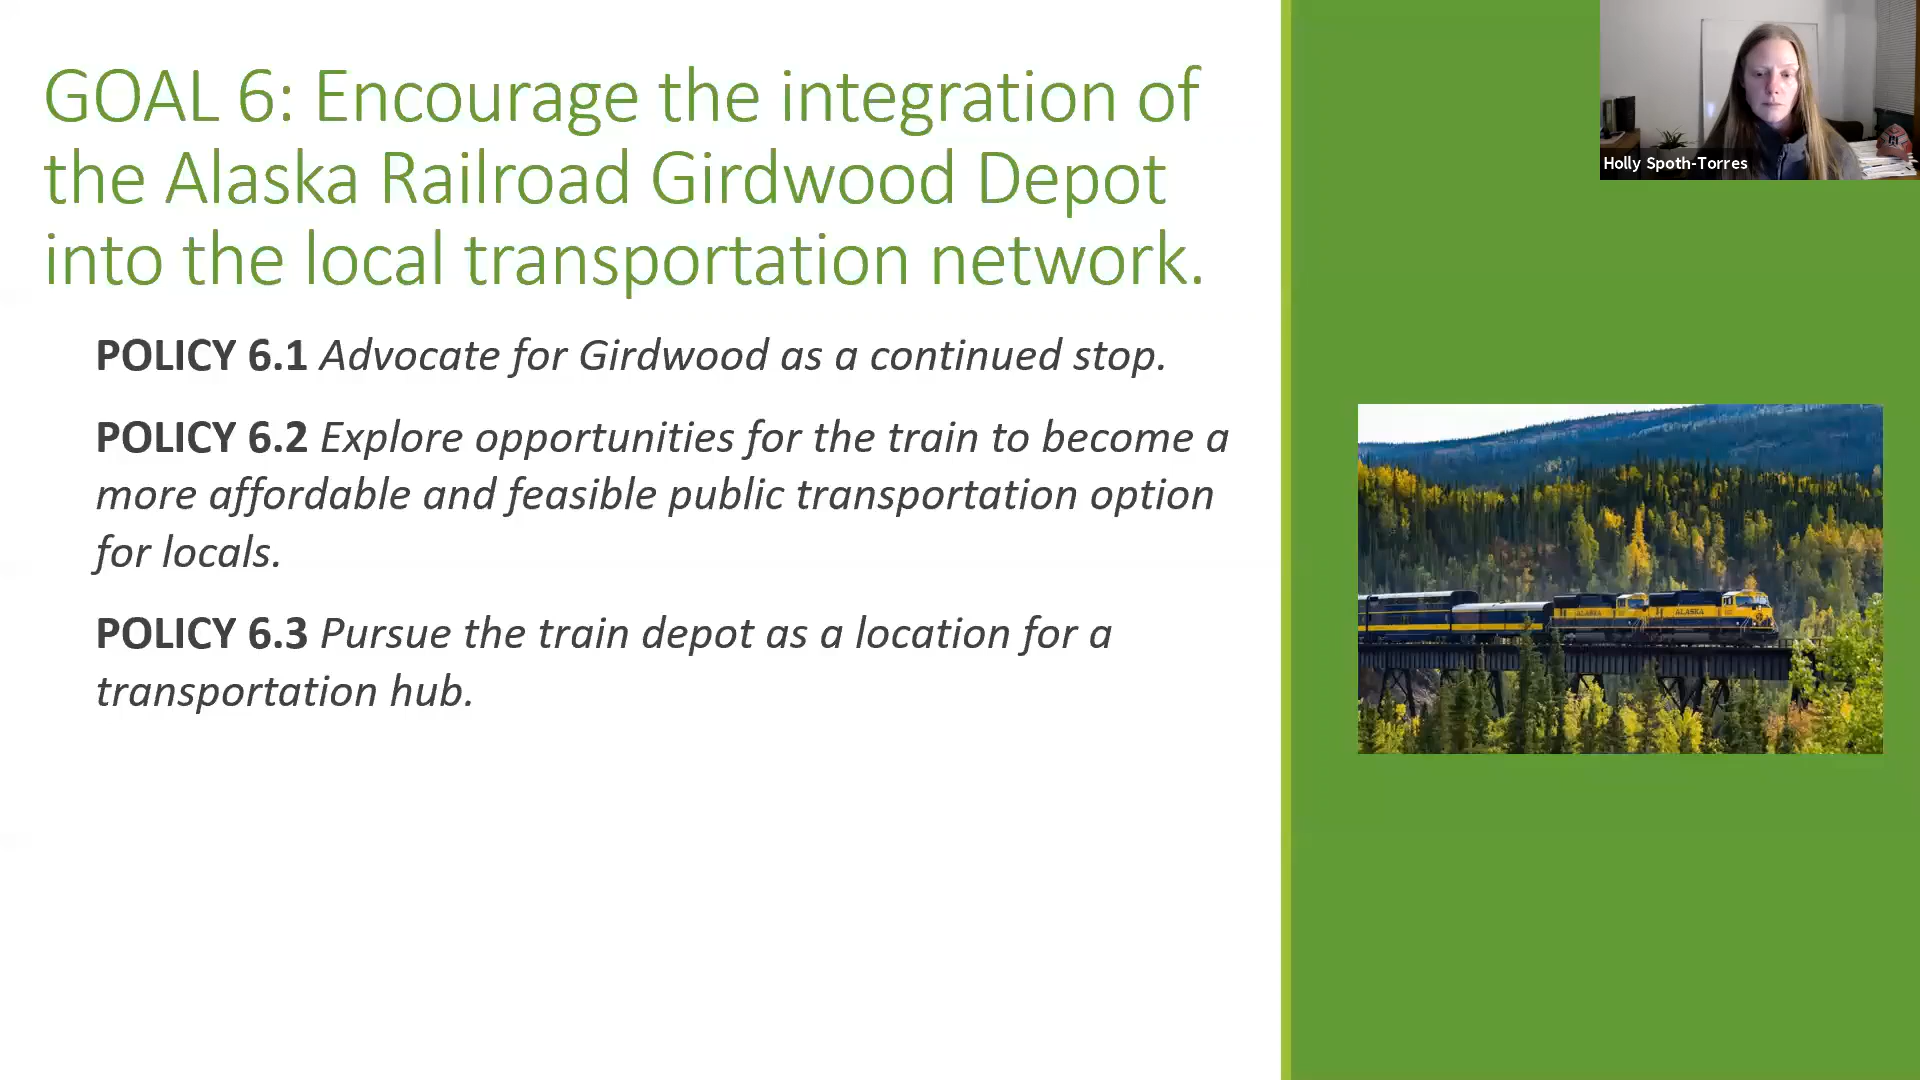 GOAL 6: Encourage the integration of
the Alaska Railroad Girdwood Depot
into the local transportation network.
POLICY 6.1 Advocate for Girdwood as a continued stop.
POLICY 6.2 Explore opportunities for the train to become a
more affordable and feasible public transportation option
for locals.
POLICY 6.3 Pursue the train depot as a location for a
transportation hub.
Holly Spoth-Torres
ALASKA
ALASKA